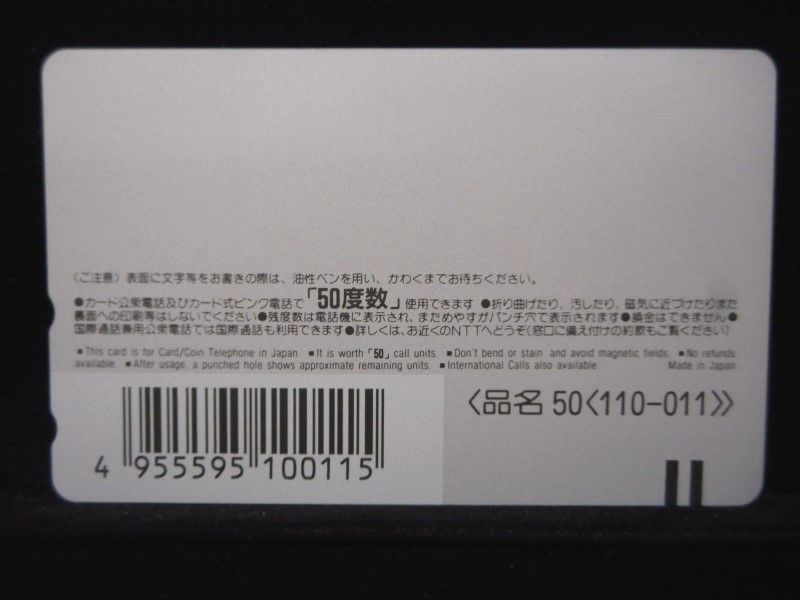 〈ご注意〉表面に文字等をお書きの際は、油性ペンを用い、かわくまでお待ちください。
●カード公衆電話及びカード式ピンク電話で「50度数」使用できます ●折り曲げたり、汚したり、磁気に近づけたりまた
裏面への印刷等はしないでください●残度数は電話機に表示され、まためやすがパンチ穴で表示されます●換金はできません●
国際通話兼用公衆電話では国際通話も利用できます●詳しくは、お近くのNTTへどうぞ(窓口に備え付けの約款もご覧ください)
■This card is for Card/Coin Telephone in Japan. ■It is worth「50」call units. ■Don't bend or stain and avoid magnetic fields. ■No refunds
available. ■After usage, a punched hole shows approximate remaining units. ■International Calls also available. Made in Japan
〈品名 50〈110-011〉〉
4 955595 100115